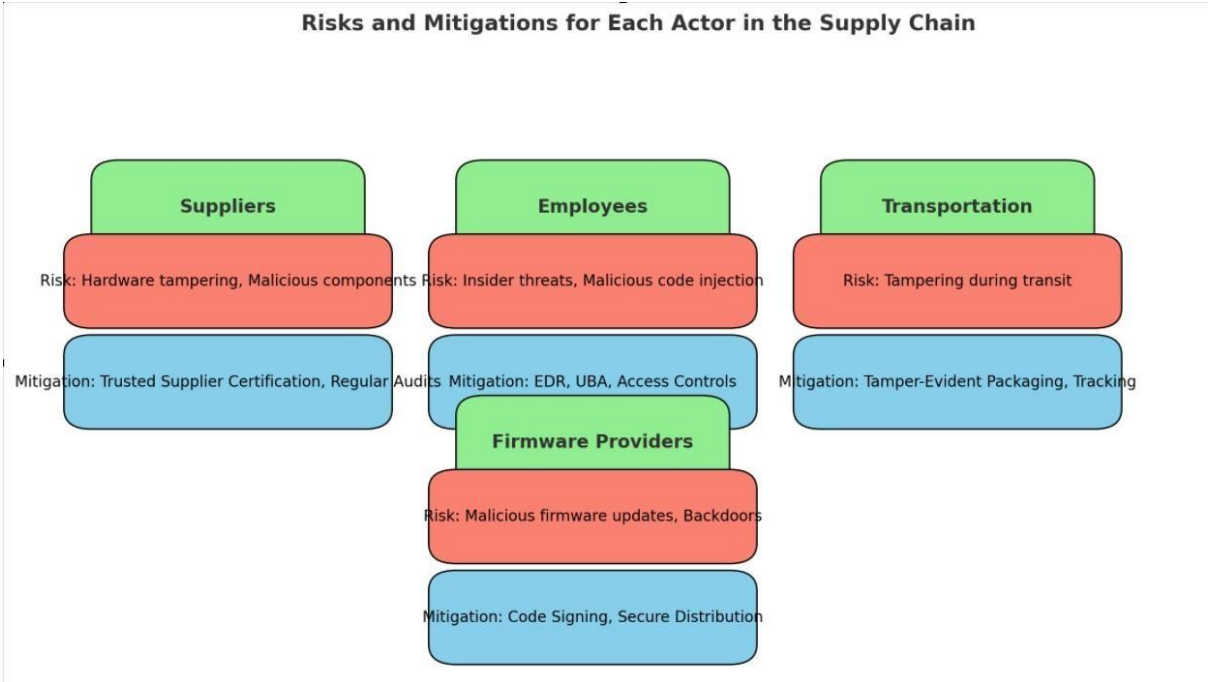 Risks and Mitigations for Each Actor in the Supply Chain
Suppliers
Risk: Hardware tampering, Malicious components
Mitigation: Trusted Supplier Certification, Regular Audits
Employees
Risk: Insider threats, Malicious code injection
Mitigation: EDR, UBA, Access Controls
Transportation
Risk: Tampering during transit
Mitigation: Tamper-Evident Packaging, Tracking
Firmware Providers
Risk: Malicious firmware updates, Backdoors
Mitigation: Code Signing, Secure Distribution